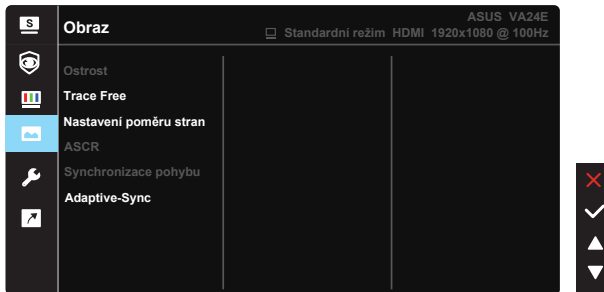 S
Obraz
ASUS VA24E
Standardní režim HDMI 1920x1080 @ 100Hz
Ostrost
Trace Free
Nastavení poměru stran
ASCR
Synchronizace pohybu
Adaptive-Sync